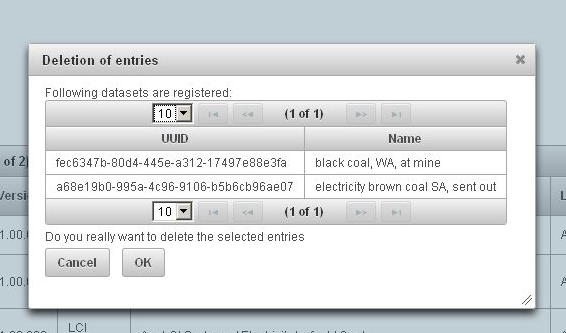 Deletion of entries
Following datasets are registered:
10 (1 of 1)
UUID Name
fec6347b-80d4-445e-a312-17497e88e3fa black coal, WA, at mine
a68e19b0-995a-4c96-9106-b5b6cb96ae07 electricity brown coal SA, sent out
10 (1 of 1)
Do you really want to delete the selected entries
Cancel OK
of 2)
Versi
1.00.0
1.00.0
LCI